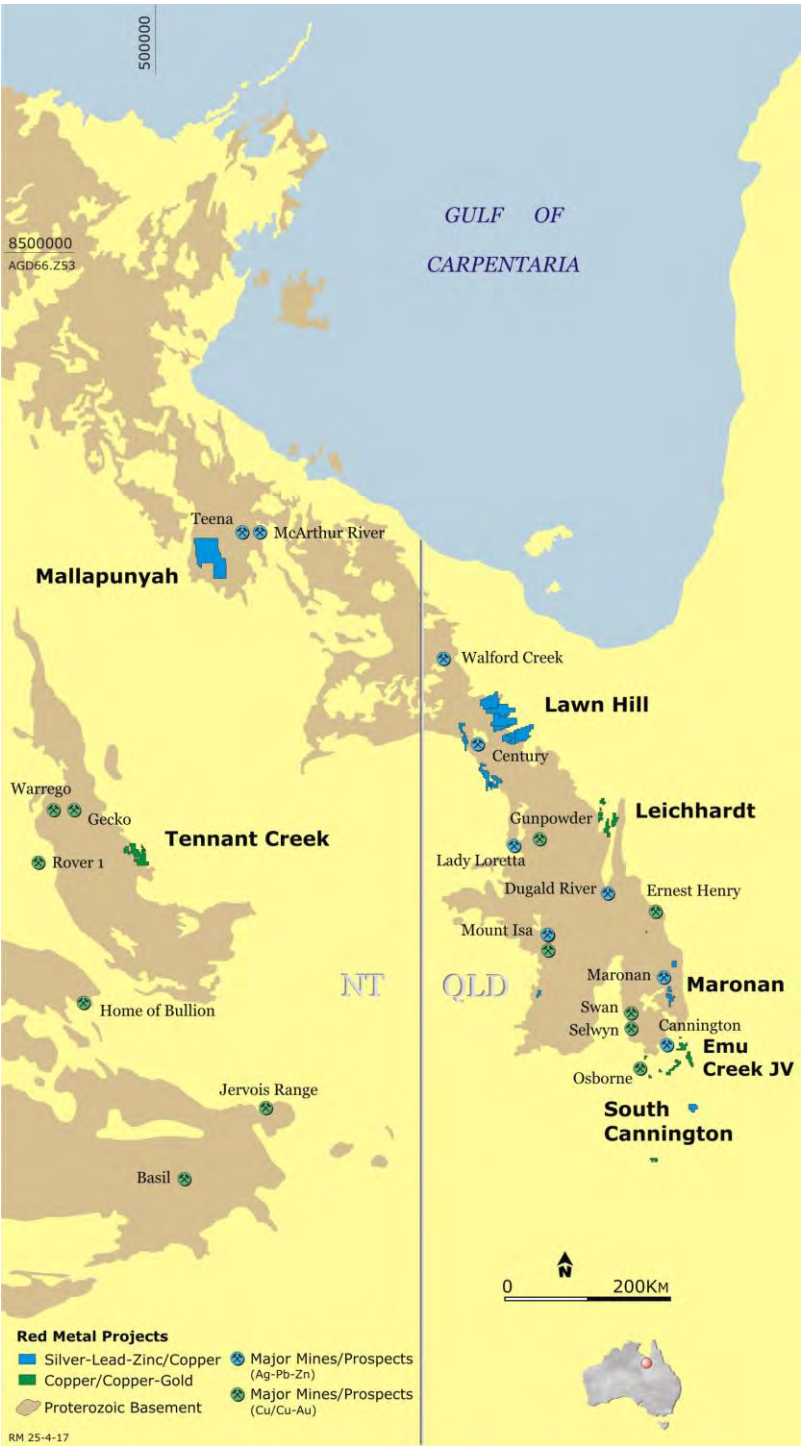 500000
GULF OF
CARPENTARIA
8500000
AGD66.Z53
Teena
McArthur River
Mallapunyah
Walford Creek
Lawn Hill
Century
Warrego
Gecko
Gunpowder
Leichhardt
Tennant Creek
Lady Loretta
Rover 1
Dugald River
Ernest Henry
Mount Isa
Maronan
Maronan
NT
QLD
Home of Bullion
Swan
Selwyn
Cannington
Emu
Creek JV
Osborne
Jervois Range
South
Cannington
Basil
N
0
200KM
Red Metal Projects
Silver-Lead-Zinc/Copper
Major Mines/Prospects
(Ag-Pb-Zn)
Copper/Copper-Gold
Major Mines/Prospects
(Cu/Cu-Au)
Proterozoic Basement
RM 25-4-17